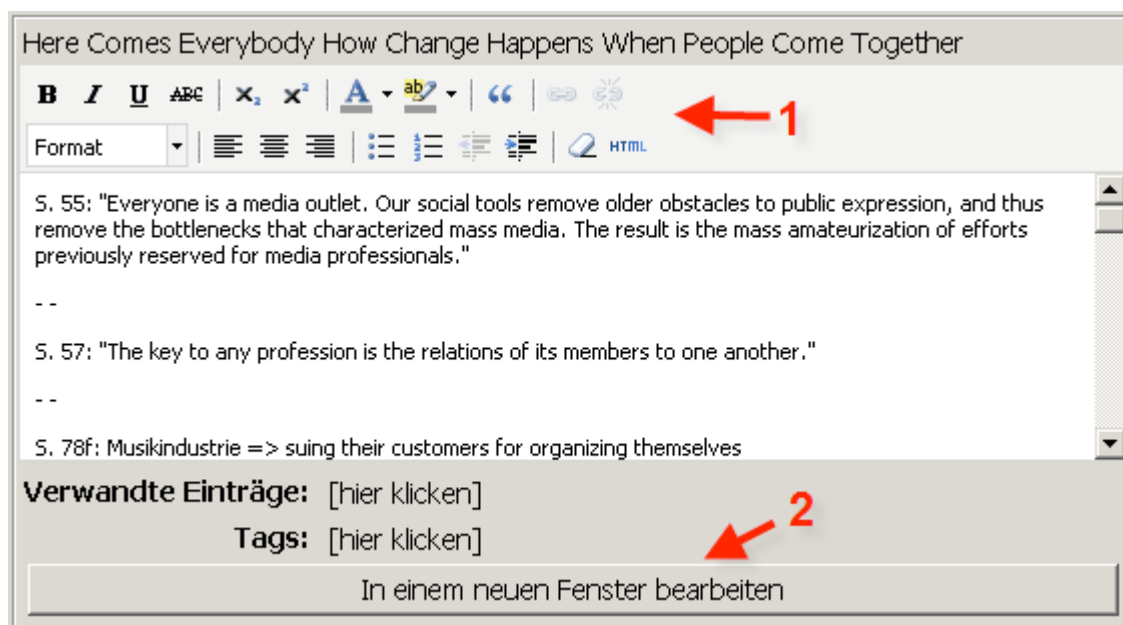 Here Comes Everybody How Change Happens When People Come Together
B I U ABC X₂ X² A ab “
1
Format HTML
S. 55: "Everyone is a media outlet. Our social tools remove older obstacles to public expression, and thus
remove the bottlenecks that characterized mass media. The result is the mass amateurization of efforts
previously reserved for media professionals."
- -
S. 57: "The key to any profession is the relations of its members to one another."
- -
S. 78f: Musikindustrie => suing their customers for organizing themselves
Verwandte Einträge: [hier klicken]
2
Tags: [hier klicken]
In einem neuen Fenster bearbeiten